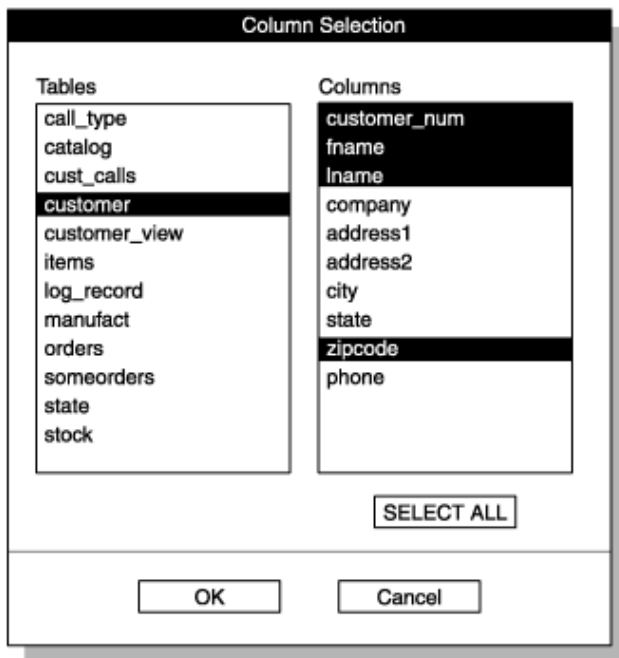 Column Selection
Tables
call_type
catalog
cust_calls
customer
customer_view
items
log_record
manufact
orders
someorders
state
stock
Columns
customer_num
fname
lname
company
address1
address2
city
state
zipcode
phone
SELECT ALL
OK
Cancel